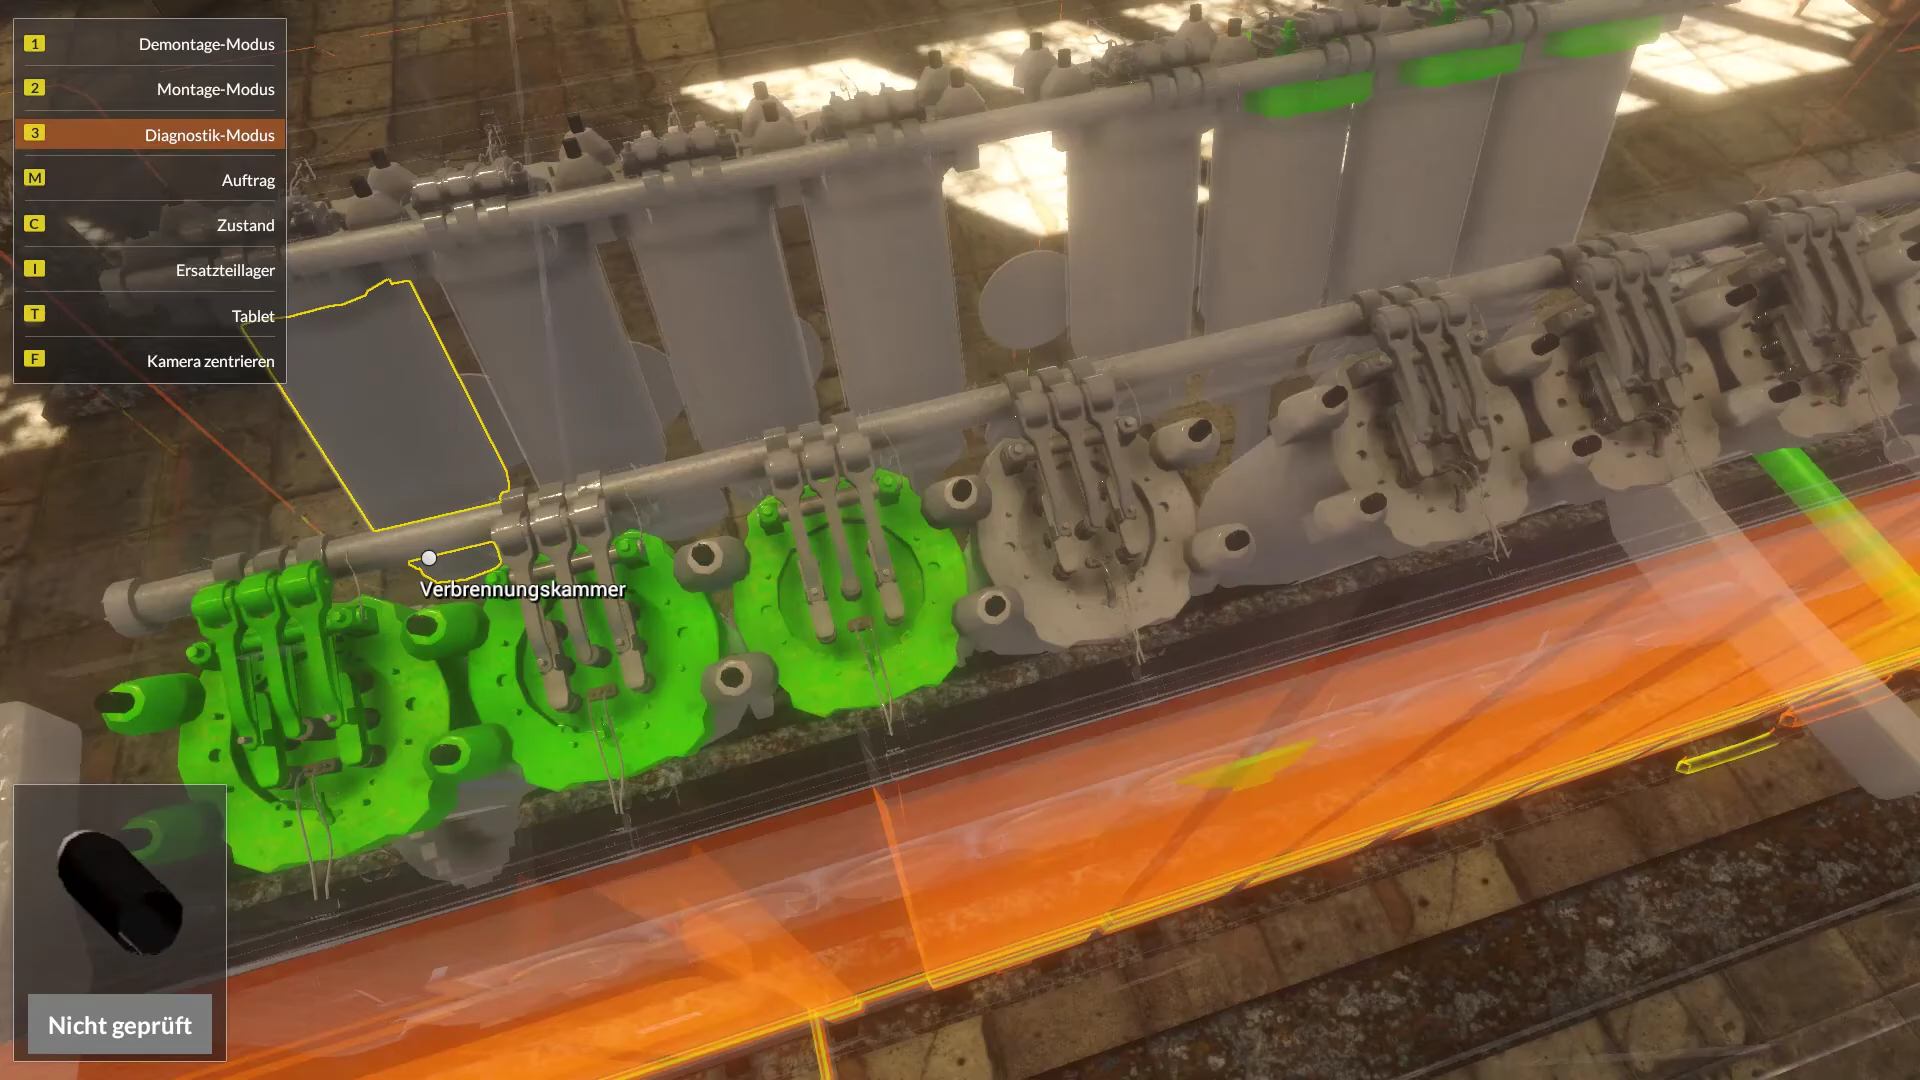 1 Demontage-Modus
2 Montage-Modus
3 Diagnostik-Modus
M Auftrag
C Zustand
I Ersatzteillager
T Tablet
F Kamera zentrieren
Verbrennungskammer
Nicht geprüft